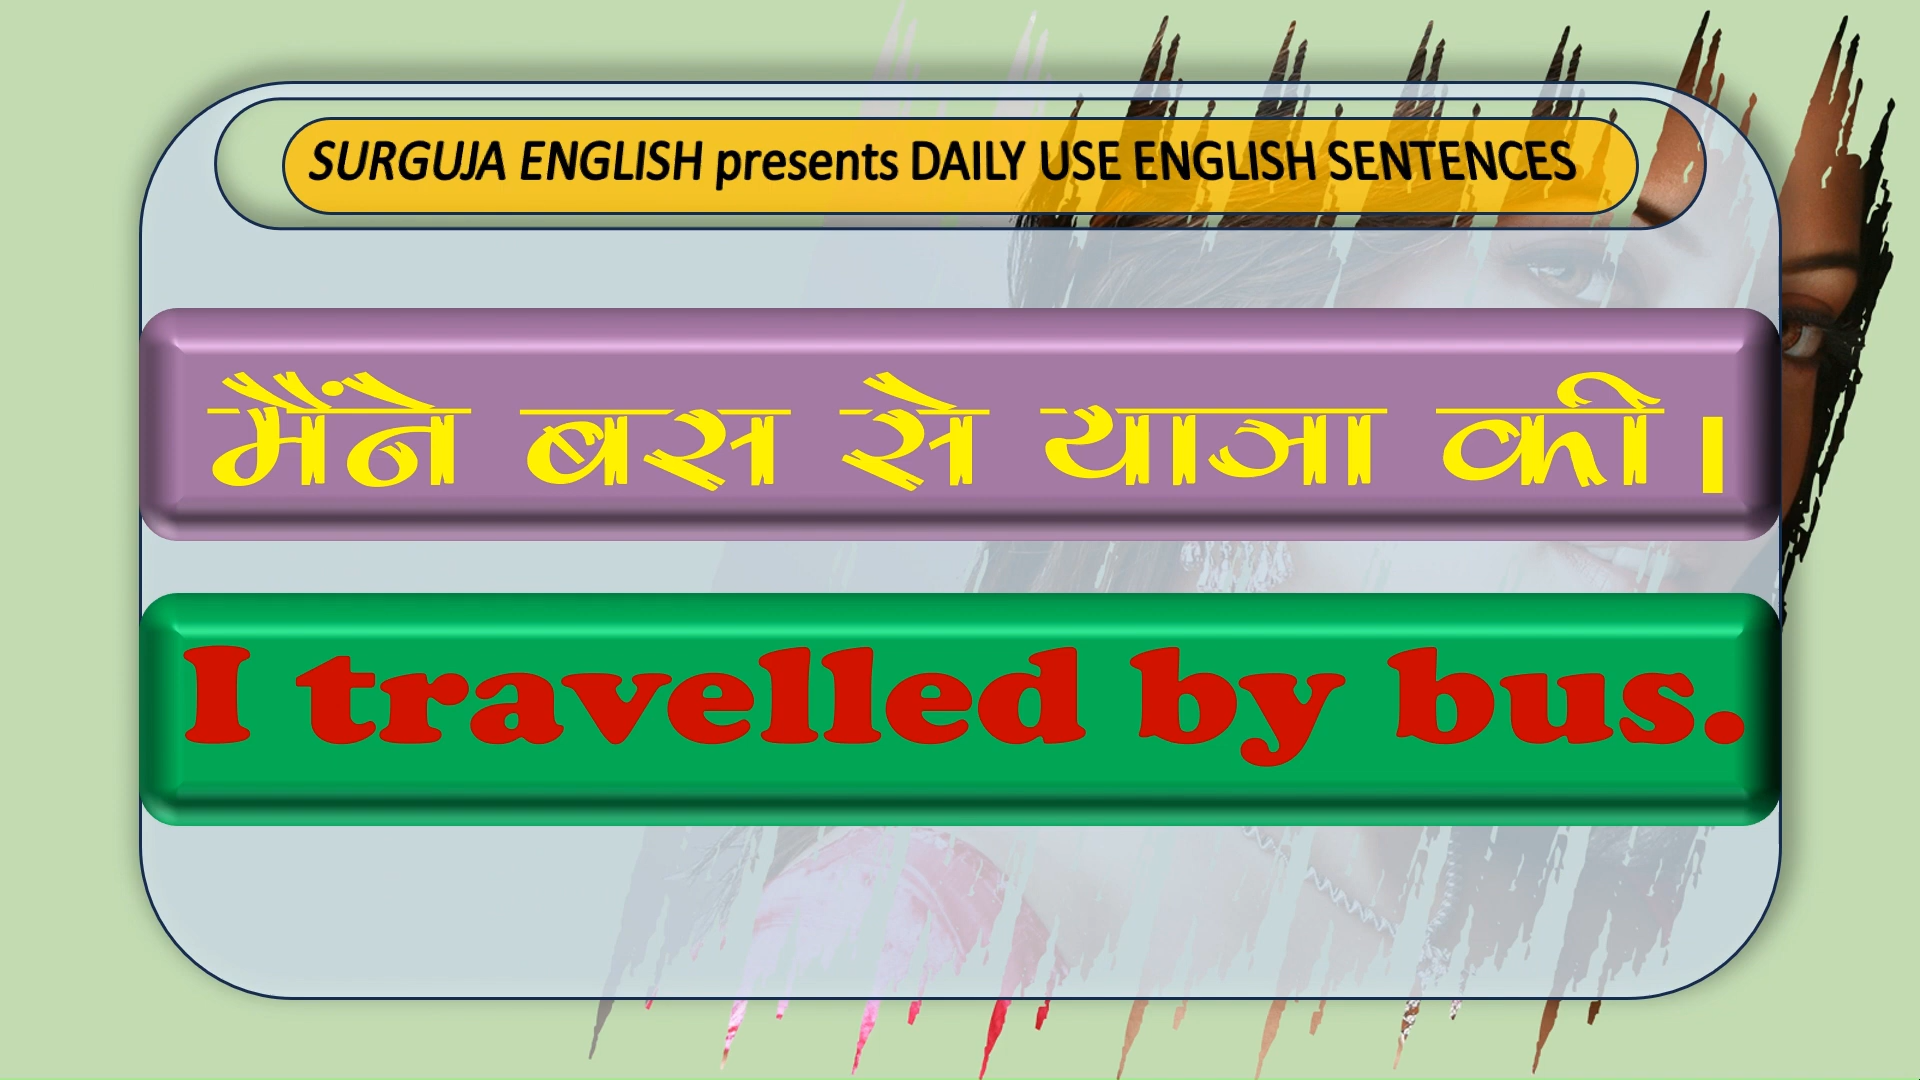 SURGUJA ENGLISH presents DAILY USE ENGLISH SENTENCES
मैंने बस से यात्रा की।
I travelled by bus.